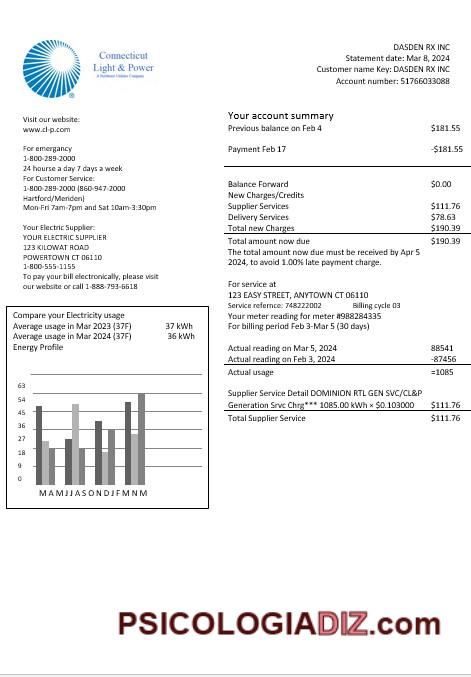 Connecticut
Light & Power
A Northeast Utilities Company
DASDEN RX INC
Statement date: Mar 8, 2024
Customer name Key: DASDEN RX INC
Account number: 51766033088
Visit our website:
www.cl-p.com
For emergancy
1-800-289-2000
24 hourse a day 7 days a week
For Customer Service:
1-800-289-2000 (860-947-2000
Hartford/Meriden)
Mon-Fri 7am-7pm and Sat 10am-3:30pm
Your Electric Supplier:
YOUR ELECTRIC SUPPLIER
123 KILOWAT ROAD
POWERTOWN CT 06110
1-800-555-1155
To pay your bill electronically, please visit
our website or call 1-888-793-6618
Compare your Electricity usage
Average usage in Mar 2023 (37F) 37 kWh
Average usage in Mar 2024 (37F) 36 kWh
Energy Profile
63
54
45
36
27
18
9
0
M A M J J A S O N D J F M N M
Your account summary
Previous balance on Feb 4 $181.55
Payment Feb 17 -$181.55
Balance Forward $0.00
New Charges/Credits
Supplier Services $111.76
Delivery Services $78.63
Total new Charges $190.39
Total amount now due $190.39
The total amount now due must be received by Apr 5
2024, to avoid 1.00% late payment charge.
For service at
123 EASY STREET, ANYTOWN CT 06110
Service refernce: 748222002 Billing cycle 03
Your meter reading for meter #988284335
For billing period Feb 3-Mar 5 (30 days)
Actual reading on Mar 5, 2024 88541
Actual reading on Feb 3, 2024 -87456
Actual usage =1085
Supplier Service Detail DOMINION RTL GEN SVC/CL&P
Generation Srvc Chrg*** 1085.00 kWh × $0.103000 $111.76
Total Supplier Service $111.76
PSICOLOGIADIZ.com